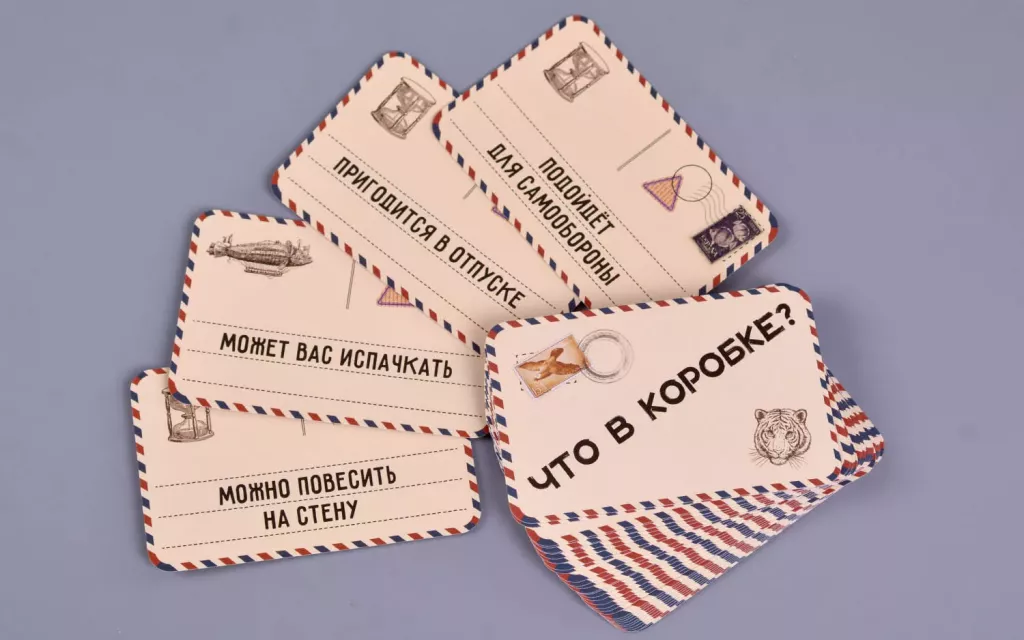 ПОДОЙДЁТ
ДЛЯ САМООБОРОНЫ
ПРИГОДИТСЯ В ОТПУСКЕ
МОЖЕТ ВАС ИСПАЧКАТЬ
МОЖНО ПОВЕСИТЬ
НА СТЕНУ
ЧТО В КОРОБКЕ?